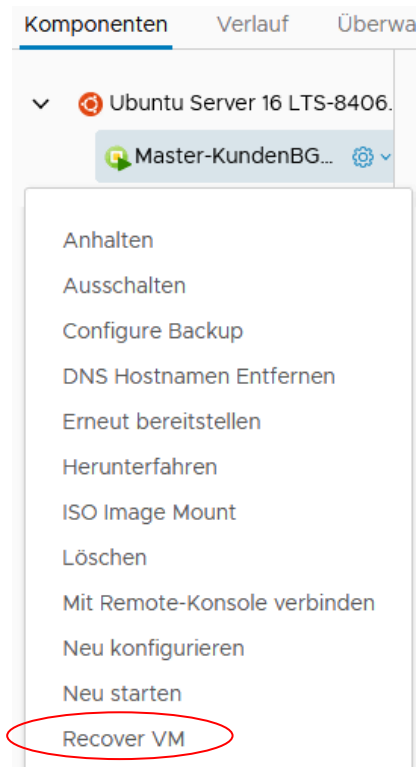 Komponenten Verlauf Überwa
Ubuntu Server 16 LTS-8406.
Master-KundenBG...
Anhalten
Ausschalten
Configure Backup
DNS Hostnamen Entfernen
Erneut bereitstellen
Herunterfahren
ISO Image Mount
Löschen
Mit Remote-Konsole verbinden
Neu konfigurieren
Neu starten
Recover VM